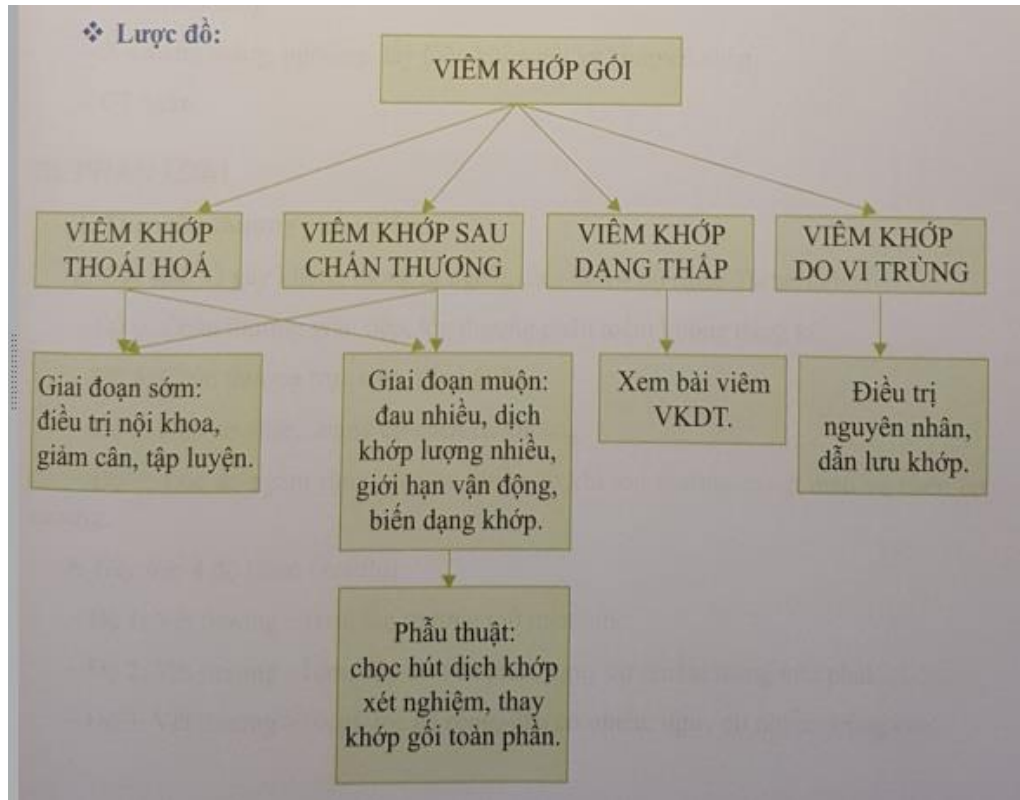 ❖ Lược đồ:
VIÊM KHỚP GỐI
VIÊM KHỚP
THOÁI HOÁ
VIÊM KHỚP SAU
CHẤN THƯƠNG
VIÊM KHỚP
DẠNG THẤP
VIÊM KHỚP
DO VI TRÙNG
Giai đoạn sớm:
điều trị nội khoa,
giảm cân, tập luyện.
Giai đoạn muộn:
đau nhiều, dịch
khớp lượng nhiều,
giới hạn vận động,
biến dạng khớp.
Xem bài viêm
VKDT.
Điều trị
nguyên nhân,
dẫn lưu khớp.
Phẫu thuật:
chọc hút dịch khớp
xét nghiệm, thay
khớp gối toàn phần.